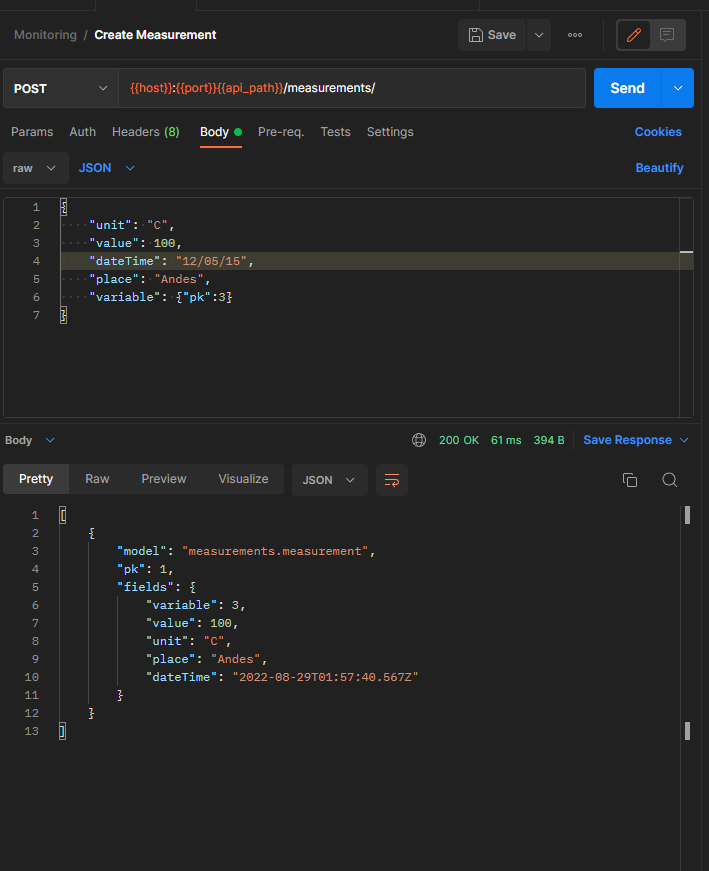 Monitoring / Create Measurement
Save
POST
{{host}}:{{port}}{{api_path}}/measurements/
Send
Params Auth Headers (8) Body Pre-req. Tests Settings Cookies
raw JSON Beautify
1 {
2 ····"unit":·"C",
3 ····"value":·100,
4 ····"dateTime":·"12/05/15",
5 ····"place":·"Andes",
6 ····"variable":·{"pk":3}
7 }
Body 200 OK 61 ms 394 B Save Response
Pretty Raw Preview Visualize JSON
1 [
2 {
3 "model": "measurements.measurement",
4 "pk": 1,
5 "fields": {
6 "variable": 3,
7 "value": 100,
8 "unit": "C",
9 "place": "Andes",
10 "dateTime": "2022-08-29T01:57:40.567Z"
11 }
12 }
13 ]